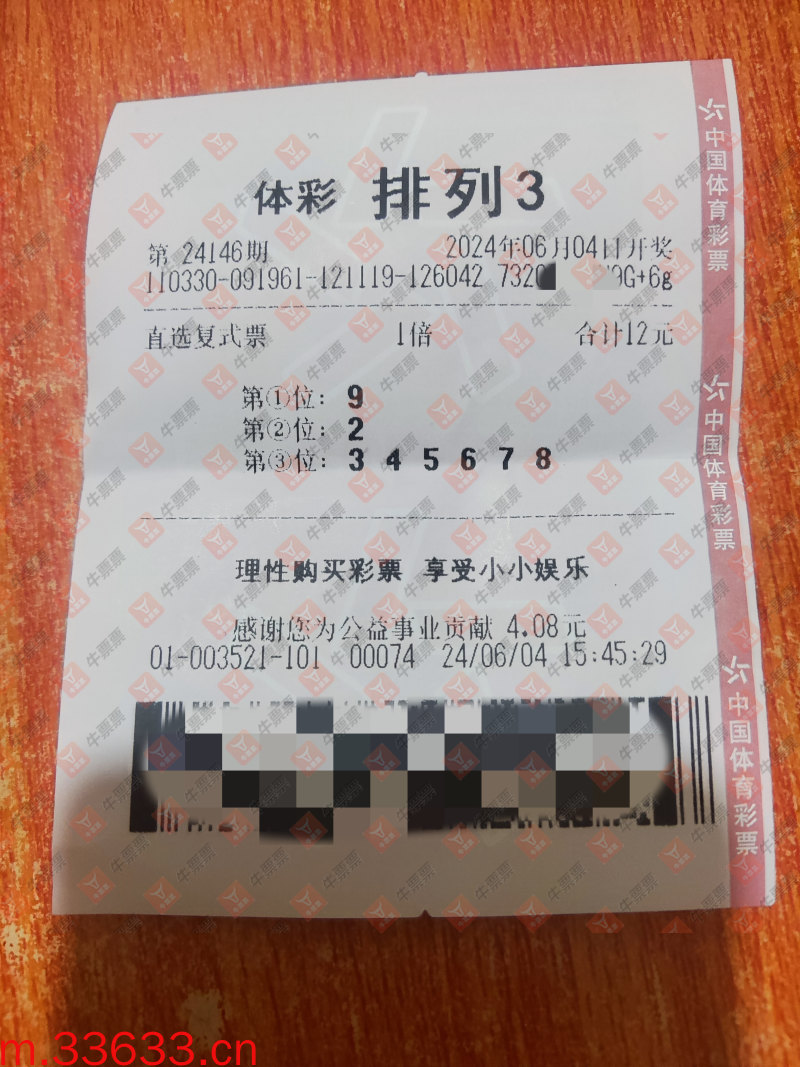 体彩 排列3
第 24146期 2024年06月04日开奖
110330-091961-121119-126042 732 9G+6g
直选复式票 1倍 合计12元
第①位: 9
第②位: 2
第③位: 3 4 5 6 7 8
理性购买彩票 享受小小娱乐
感谢您为公益事业贡献 4.08元
01-003521-101 00074 24/06/04 15:45:29
中国体育彩票
中国体育彩票
中国体育彩票
牛票票
m.33633.cn